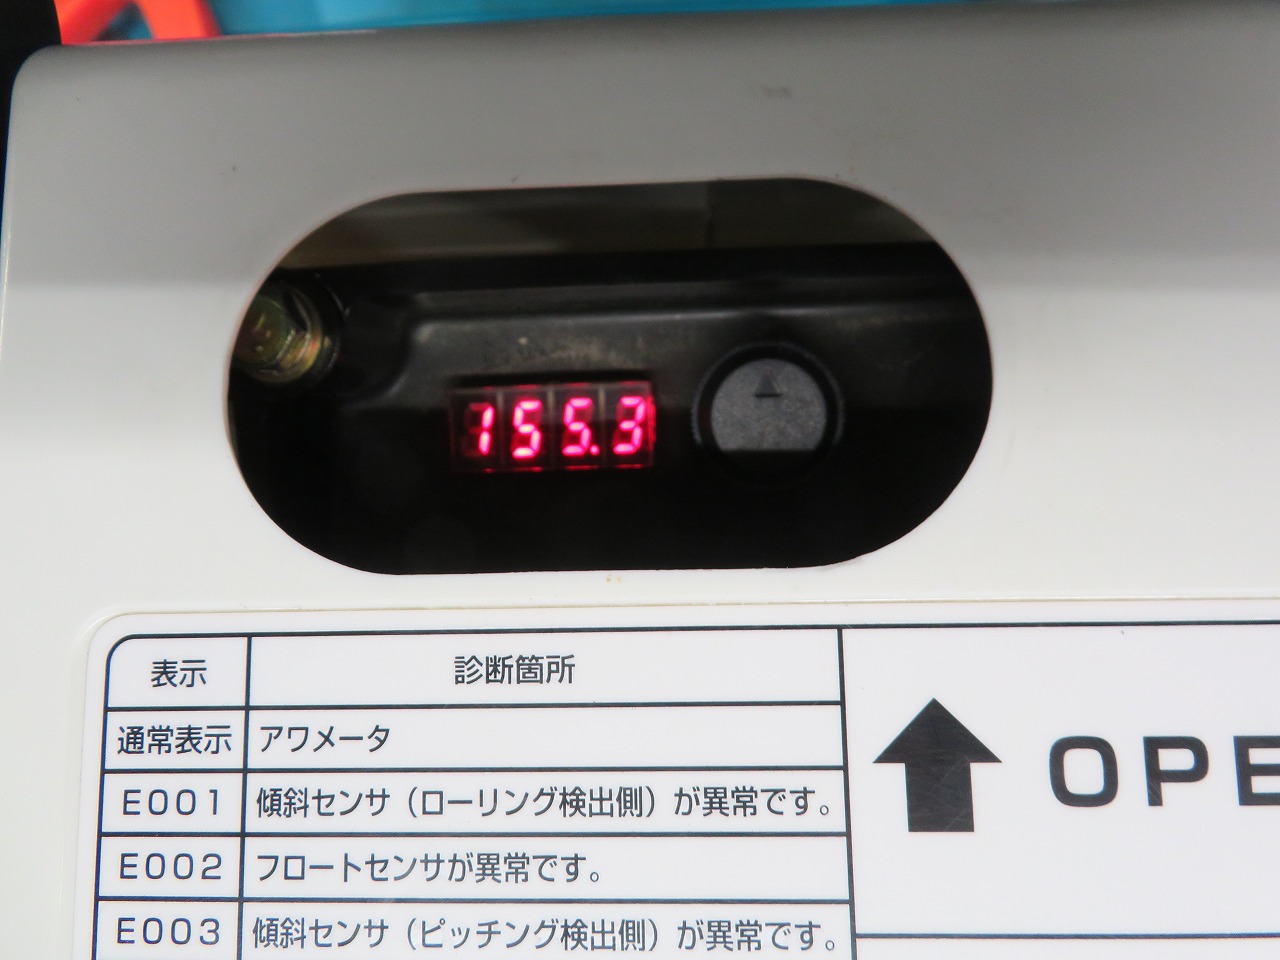 155.3
表示 診断箇所
通常表示 アワメータ
E001 傾斜センサ（ローリング検出側）が異常です。
OPE
E002 フロートセンサが異常です。
E003 傾斜センサ（ピッチング検出側）が異常です。